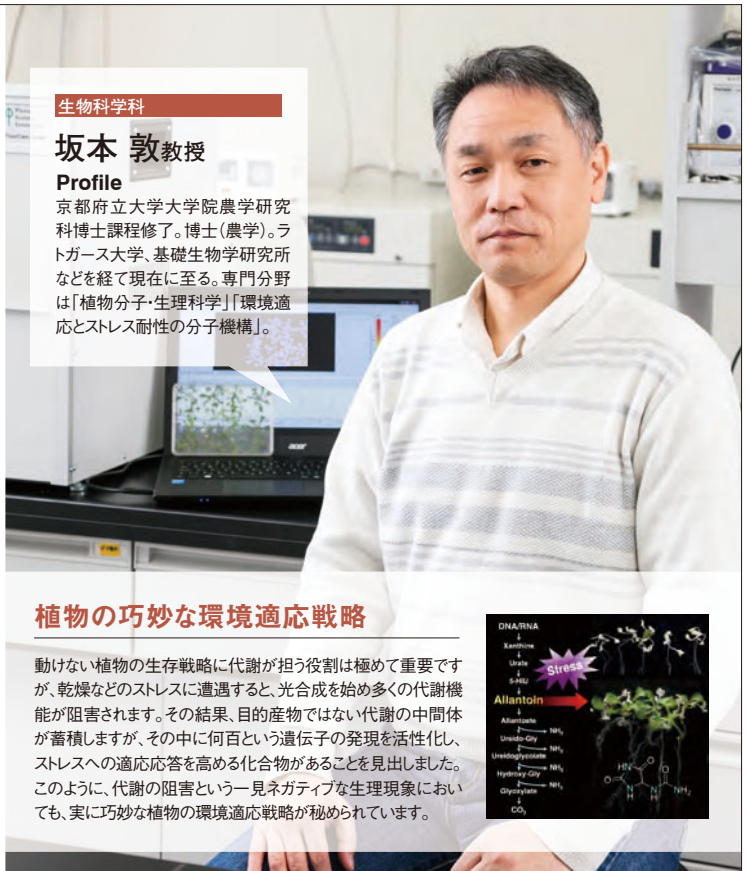 生物科学科
坂本 敦教授
Profile
京都府立大学大学院農学研究
科博士課程修了。博士(農学)。ラ
トガース大学、基礎生物学研究所
などを経て現在に至る。専門分野
は「植物分子・生理科学」「環境適
応とストレス耐性の分子機構」。
acer
植物の巧妙な環境適応戦略
動けない植物の生存戦略に代謝が担う役割は極めて重要です
が、乾燥などのストレスに遭遇すると、光合成を始め多くの代謝機
能が阻害されます。その結果、目的産物ではない代謝の中間体
が蓄積しますが、その中に何百という遺伝子の発現を活性化し、
ストレスへの適応応答を高める化合物があることを見出しました。
このように、代謝の阻害という一見ネガティブな生理現象におい
ても、実に巧妙な植物の環境適応戦略が秘められています。
DNA/RNA
Xanthine
Urate
Stress
5-HIU
Allantoin
Allantoate
NH₃
Ureido-Gly
NH₃
Ureidoglycolate
NH₃
Hydroxy-Gly
NH₃
Glyoxylate
CO₂
O
HN
O
N
H
O
N
H
NH₂